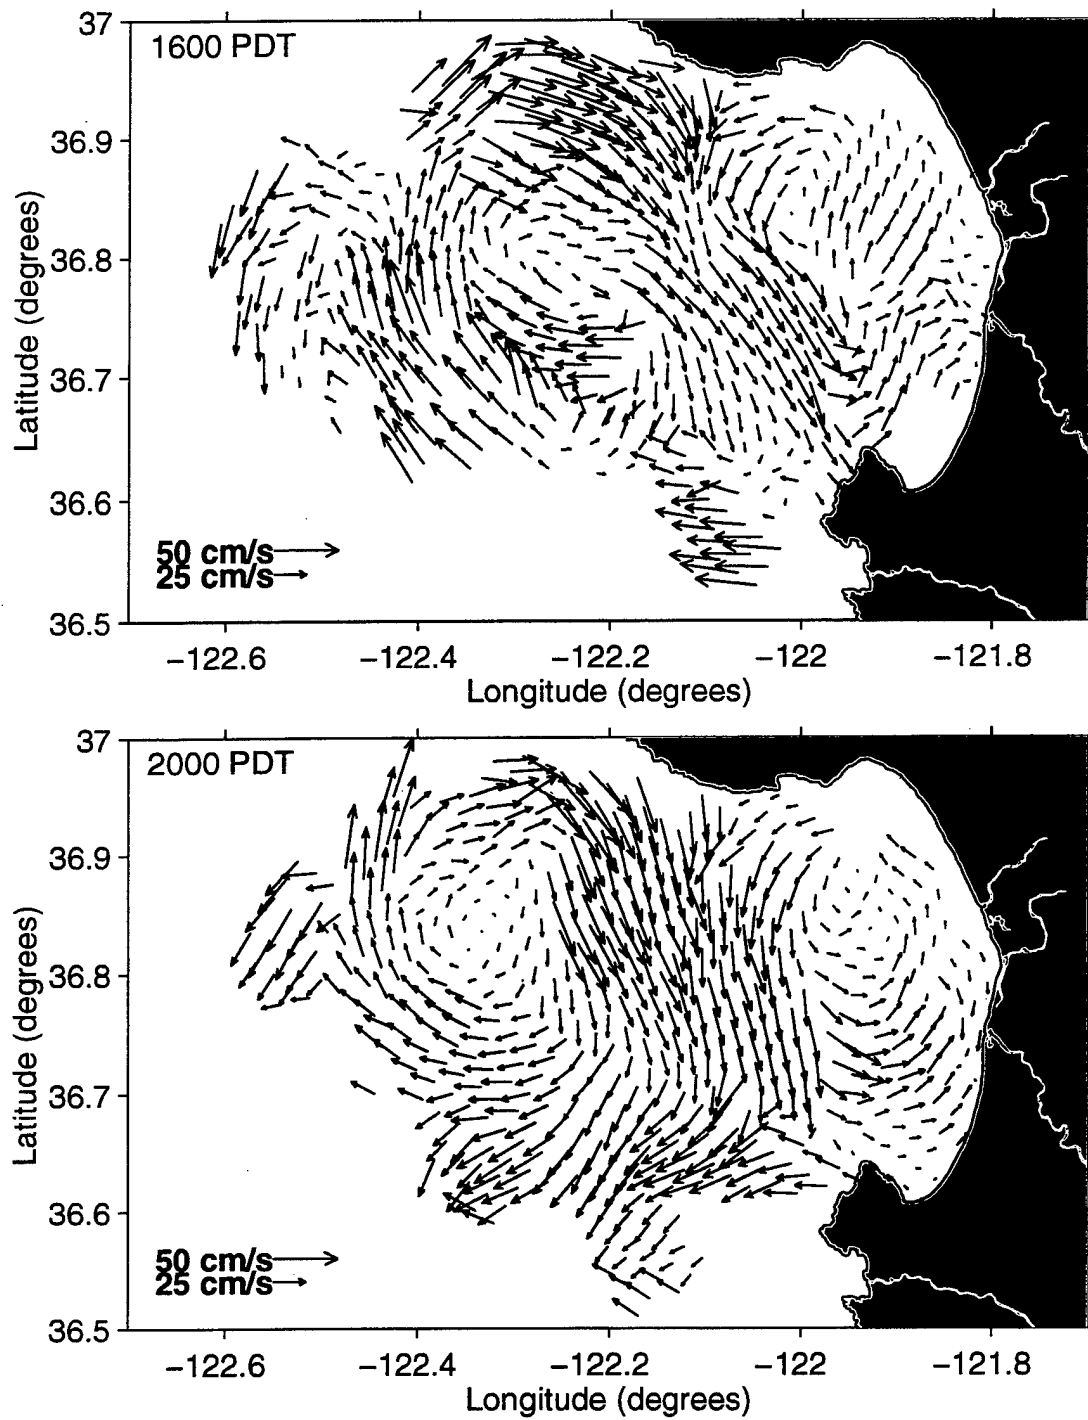 37
1600 PDT
36.9
36.8
36.7
36.6
36.5
Latitude (degrees)
50 cm/s
25 cm/s
−122.6
−122.4
−122.2
−122
−121.8
Longitude (degrees)
37
2000 PDT
36.9
36.8
36.7
36.6
36.5
Latitude (degrees)
50 cm/s
25 cm/s
−122.6
−122.4
−122.2
−122
−121.8
Longitude (degrees)